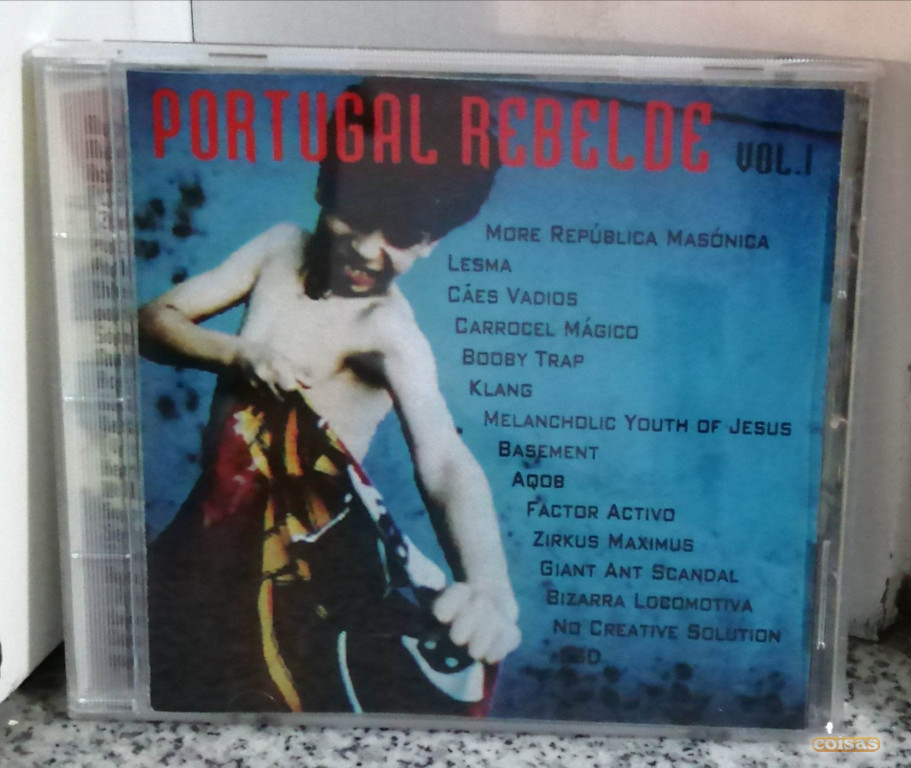 PORTUGAL REBELDE VOL.I
MORE REPÚBLICA MASÓNICA
LESMA
CÃES VADIOS
CARROCEL MÁGICO
BOOBY TRAP
KLANG
MELANCHOLIC YOUTH OF JESUS
BASEMENT
AQOB
FACTOR ACTIVO
ZIRKUS MAXIMUS
GIANT ANT SCANDAL
BIZARRA LOCOMOTIVA
NO CREATIVE SOLUTION
coisas